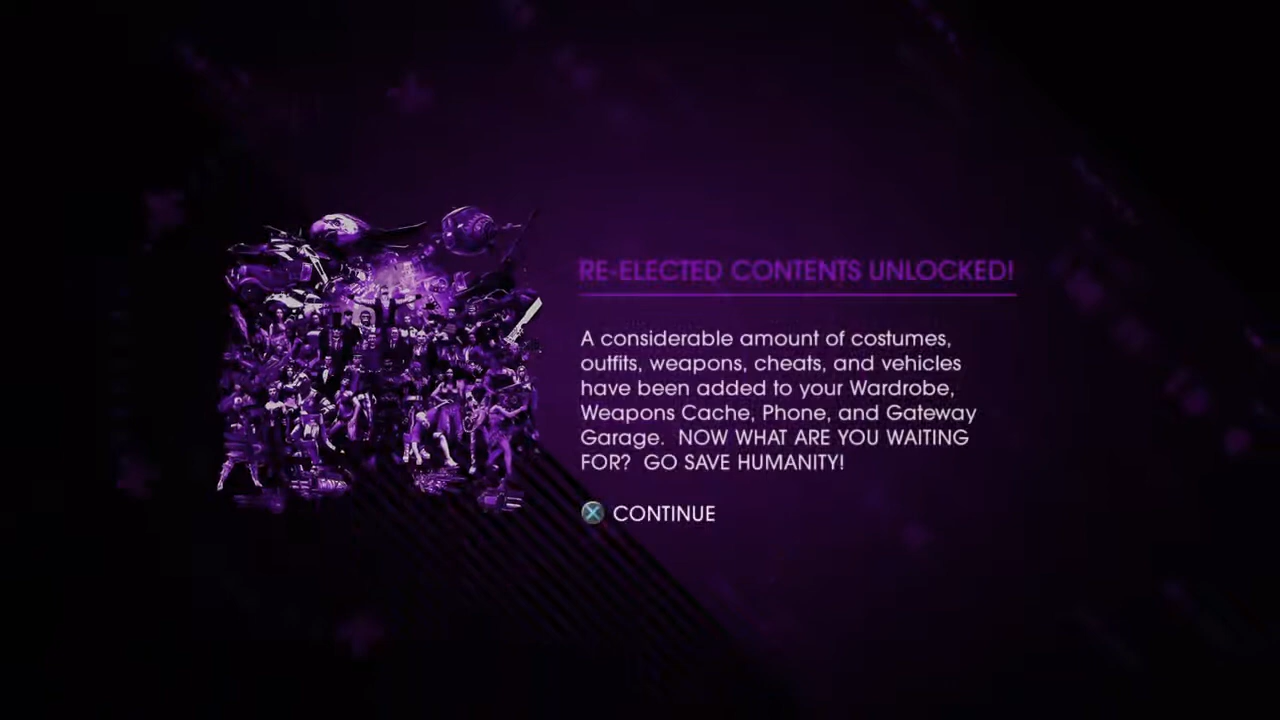 RE-ELECTED CONTENTS UNLOCKED!
A considerable amount of costumes,
outfits, weapons, cheats, and vehicles
have been added to your Wardrobe,
Weapons Cache, Phone, and Gateway
Garage.  NOW WHAT ARE YOU WAITING
FOR?  GO SAVE HUMANITY!
CONTINUE